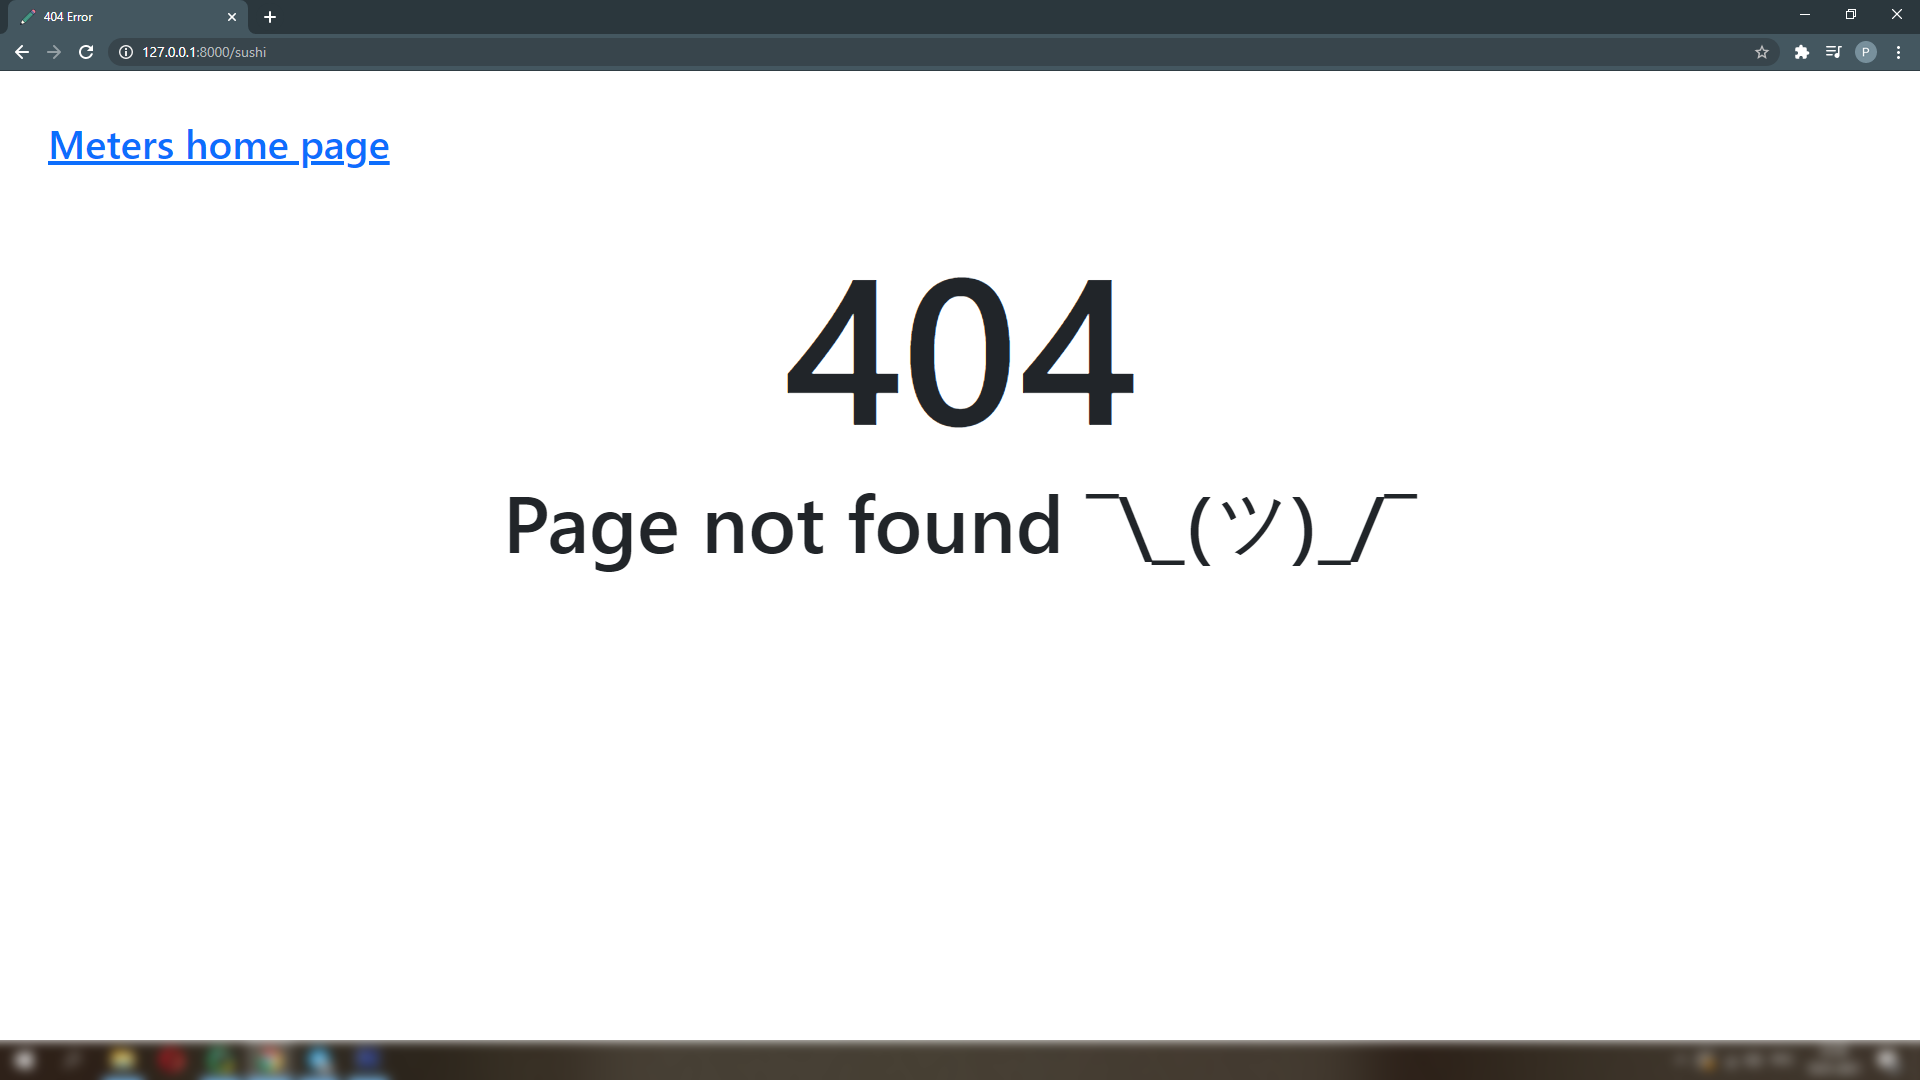 404 Error
127.0.0.1:8000/sushi
P
Meters home page
404
Page not found ¯\_(ツ)_/¯